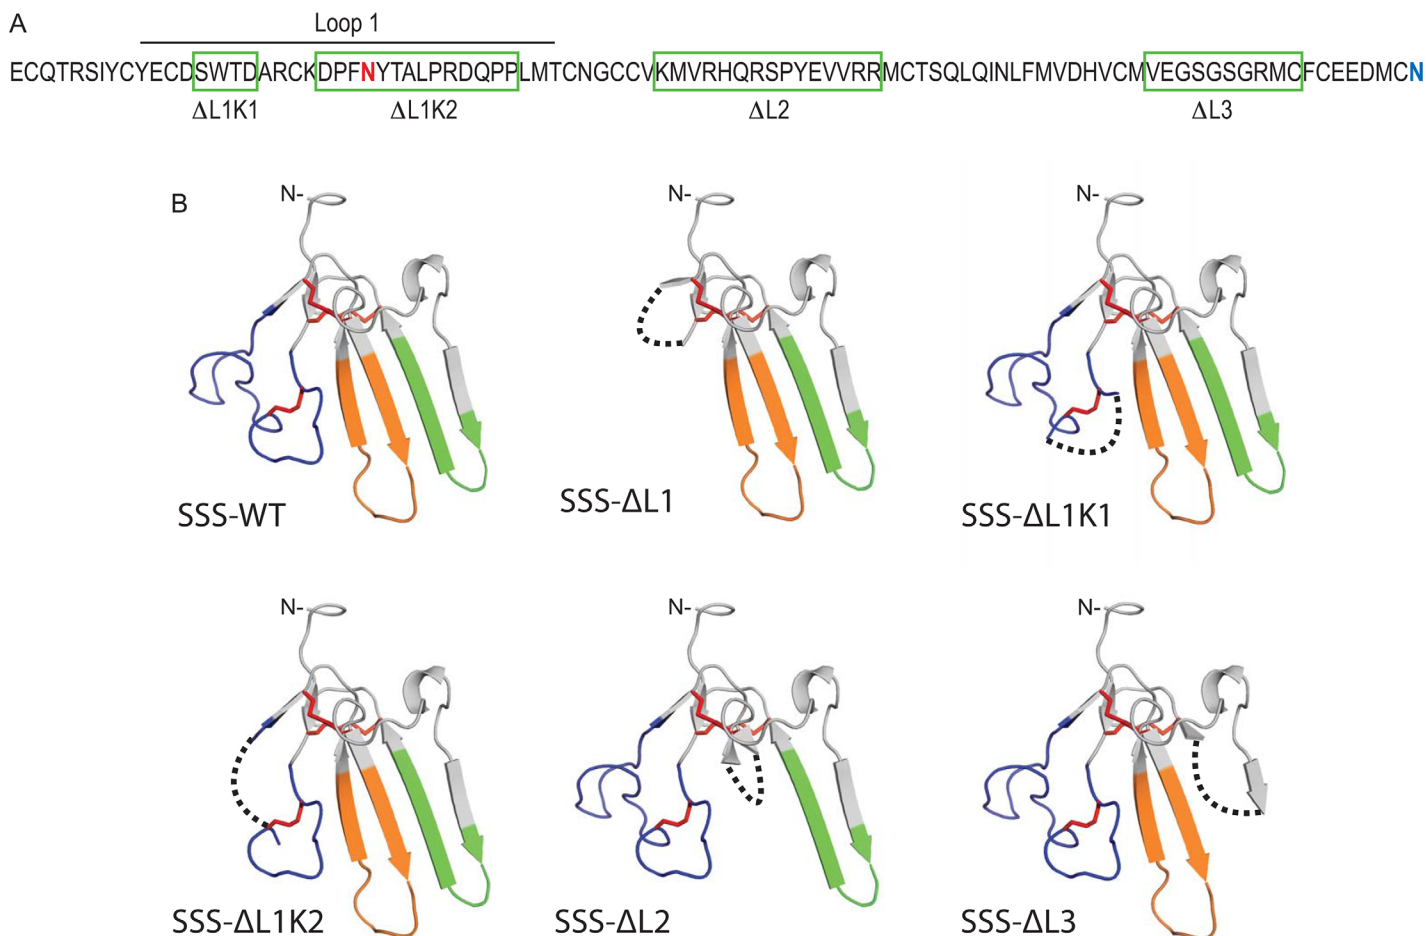 A
Loop 1
ECQTRSIYCYECDSWTDARCKDPFNYTALPRDQPPLMTCNGCCVKMVRHQRSPYEVVRRMCTSQLQINLFMVDHVCMVEGSGSGRMCFCEEDMCN
ΔL1K1 ΔL1K2 ΔL2 ΔL3
B
N- N- N-
SSS-WT SSS-ΔL1 SSS-ΔL1K1
N- N- N-
SSS-ΔL1K2 SSS-ΔL2 SSS-ΔL3